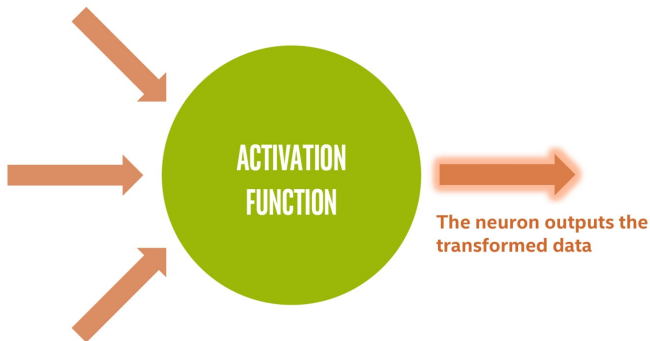 ACTIVATION
FUNCTION
The neuron outputs the
transformed data